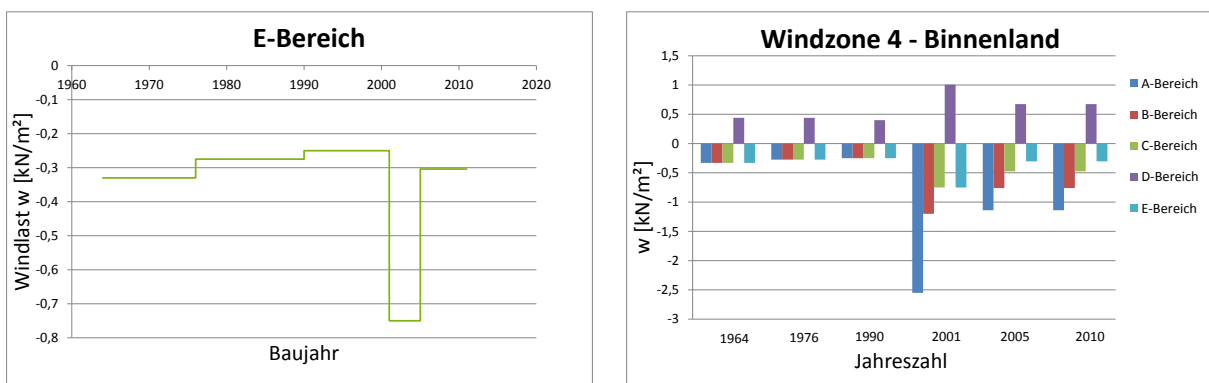 E-Bereich
0
1960 1970 1980 1990 2000 2010 2020
-0,1
-0,2
-0,3
-0,4
-0,5
-0,6
-0,7
-0,8
Windlast w [kN/m²]
Baujahr
Windzone 4 - Binnenland
1,5
1
0,5
0
-0,5
-1
-1,5
-2
-2,5
-3
w [kN/m²]
1964 1976 1990 2001 2005 2010
Jahreszahl
A-Bereich
B-Bereich
C-Bereich
D-Bereich
E-Bereich